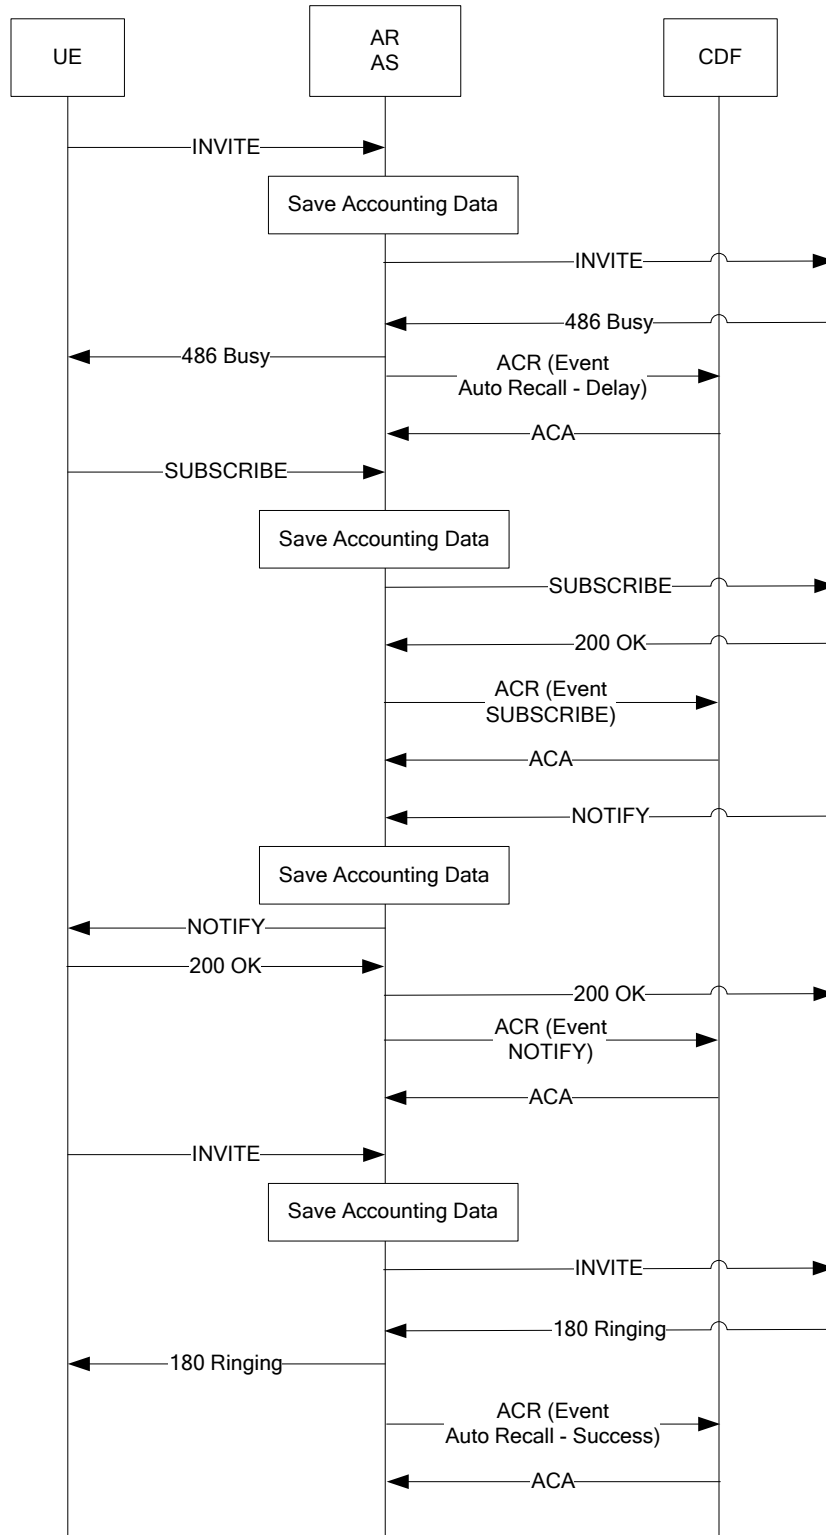 UE
AR
AS
CDF
INVITE
Save Accounting Data
INVITE
486 Busy
486 Busy
ACR (Event
Auto Recall - Delay)
ACA
SUBSCRIBE
Save Accounting Data
SUBSCRIBE
200 OK
ACR (Event
SUBSCRIBE)
ACA
NOTIFY
Save Accounting Data
NOTIFY
200 OK
200 OK
ACR (Event
NOTIFY)
ACA
INVITE
Save Accounting Data
INVITE
180 Ringing
180 Ringing
ACR (Event
Auto Recall - Success)
ACA